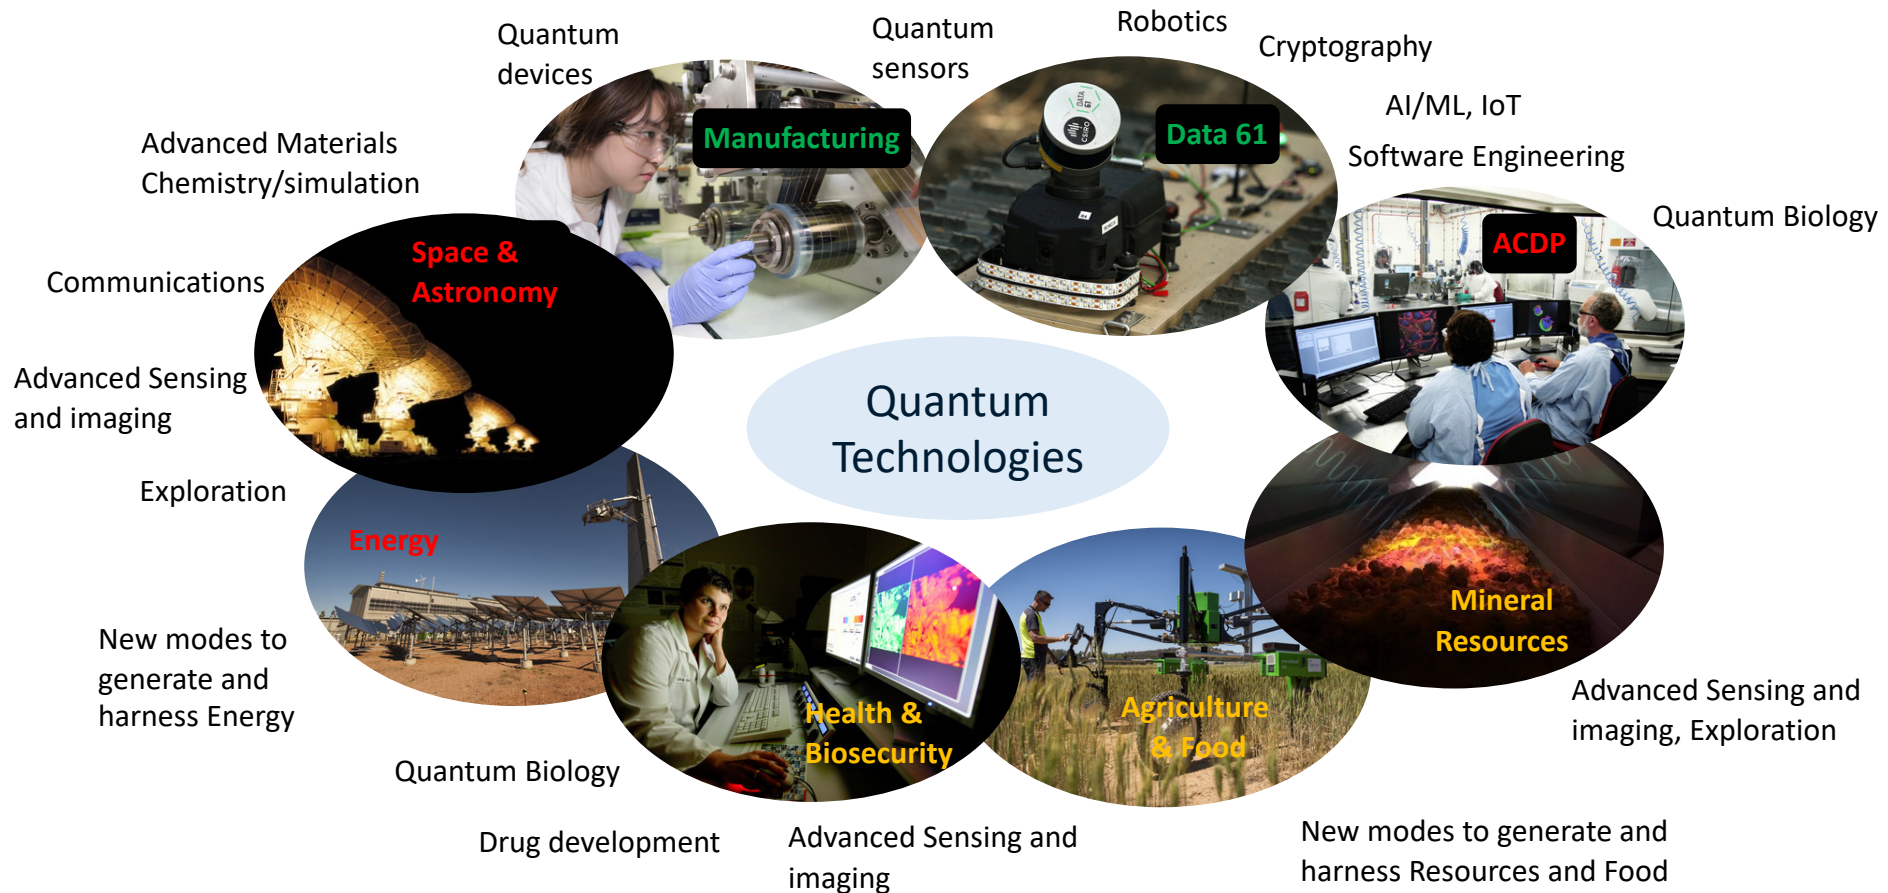 Quantum
devices
Quantum
sensors
Robotics
Cryptography
AI/ML, IoT
Software Engineering
Manufacturing
Data 61
DATA
61
CSIRO
Advanced Materials
Chemistry/simulation
Quantum Biology
ACDP
Space &
Astronomy
Communications
Advanced Sensing
and imaging
Quantum
Technologies
Exploration
Energy
Mineral
Resources
New modes to
generate and
harness Energy
Health &
Biosecurity
Agriculture
& Food
Advanced Sensing and
imaging, Exploration
Quantum Biology
Drug development
Advanced Sensing and
imaging
New modes to generate and
harness Resources and Food